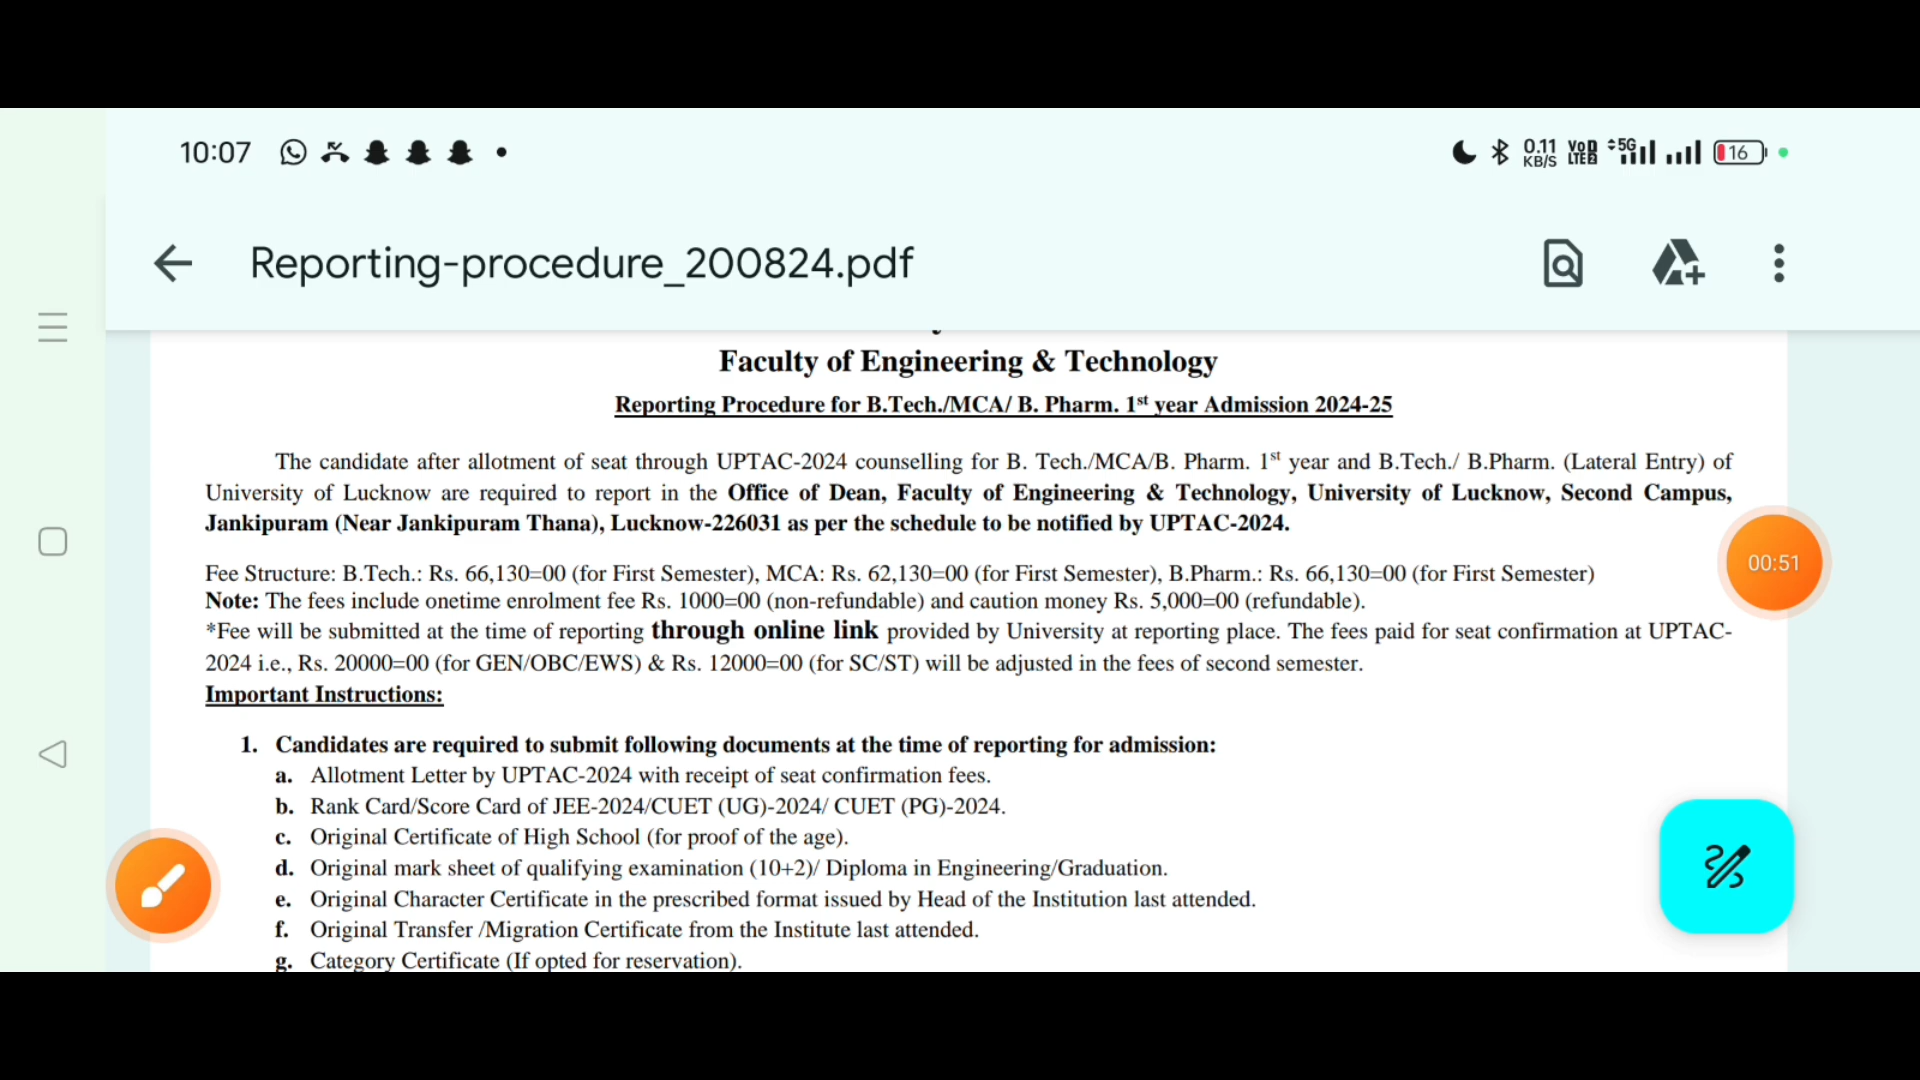 10:07
0.11 KB/S VoD LTE2 5G 16
Reporting-procedure_200824.pdf
Faculty of Engineering & Technology
Reporting Procedure for B.Tech./MCA/ B. Pharm. 1st year Admission 2024-25
The candidate after allotment of seat through UPTAC-2024 counselling for B. Tech./MCA/B. Pharm. 1st year and B.Tech./ B.Pharm. (Lateral Entry) of
University of Lucknow are required to report in the Office of Dean, Faculty of Engineering & Technology, University of Lucknow, Second Campus,
Jankipuram (Near Jankipuram Thana), Lucknow-226031 as per the schedule to be notified by UPTAC-2024.
00:51
Fee Structure: B.Tech.: Rs. 66,130=00 (for First Semester), MCA: Rs. 62,130=00 (for First Semester), B.Pharm.: Rs. 66,130=00 (for First Semester)
Note: The fees include onetime enrolment fee Rs. 1000=00 (non-refundable) and caution money Rs. 5,000=00 (refundable).
*Fee will be submitted at the time of reporting through online link provided by University at reporting place. The fees paid for seat confirmation at UPTAC-
2024 i.e., Rs. 20000=00 (for GEN/OBC/EWS) & Rs. 12000=00 (for SC/ST) will be adjusted in the fees of second semester.
Important Instructions:
1. Candidates are required to submit following documents at the time of reporting for admission:
a. Allotment Letter by UPTAC-2024 with receipt of seat confirmation fees.
b. Rank Card/Score Card of JEE-2024/CUET (UG)-2024/ CUET (PG)-2024.
c. Original Certificate of High School (for proof of the age).
d. Original mark sheet of qualifying examination (10+2)/ Diploma in Engineering/Graduation.
e. Original Character Certificate in the prescribed format issued by Head of the Institution last attended.
f. Original Transfer /Migration Certificate from the Institute last attended.
g. Category Certificate (If opted for reservation).